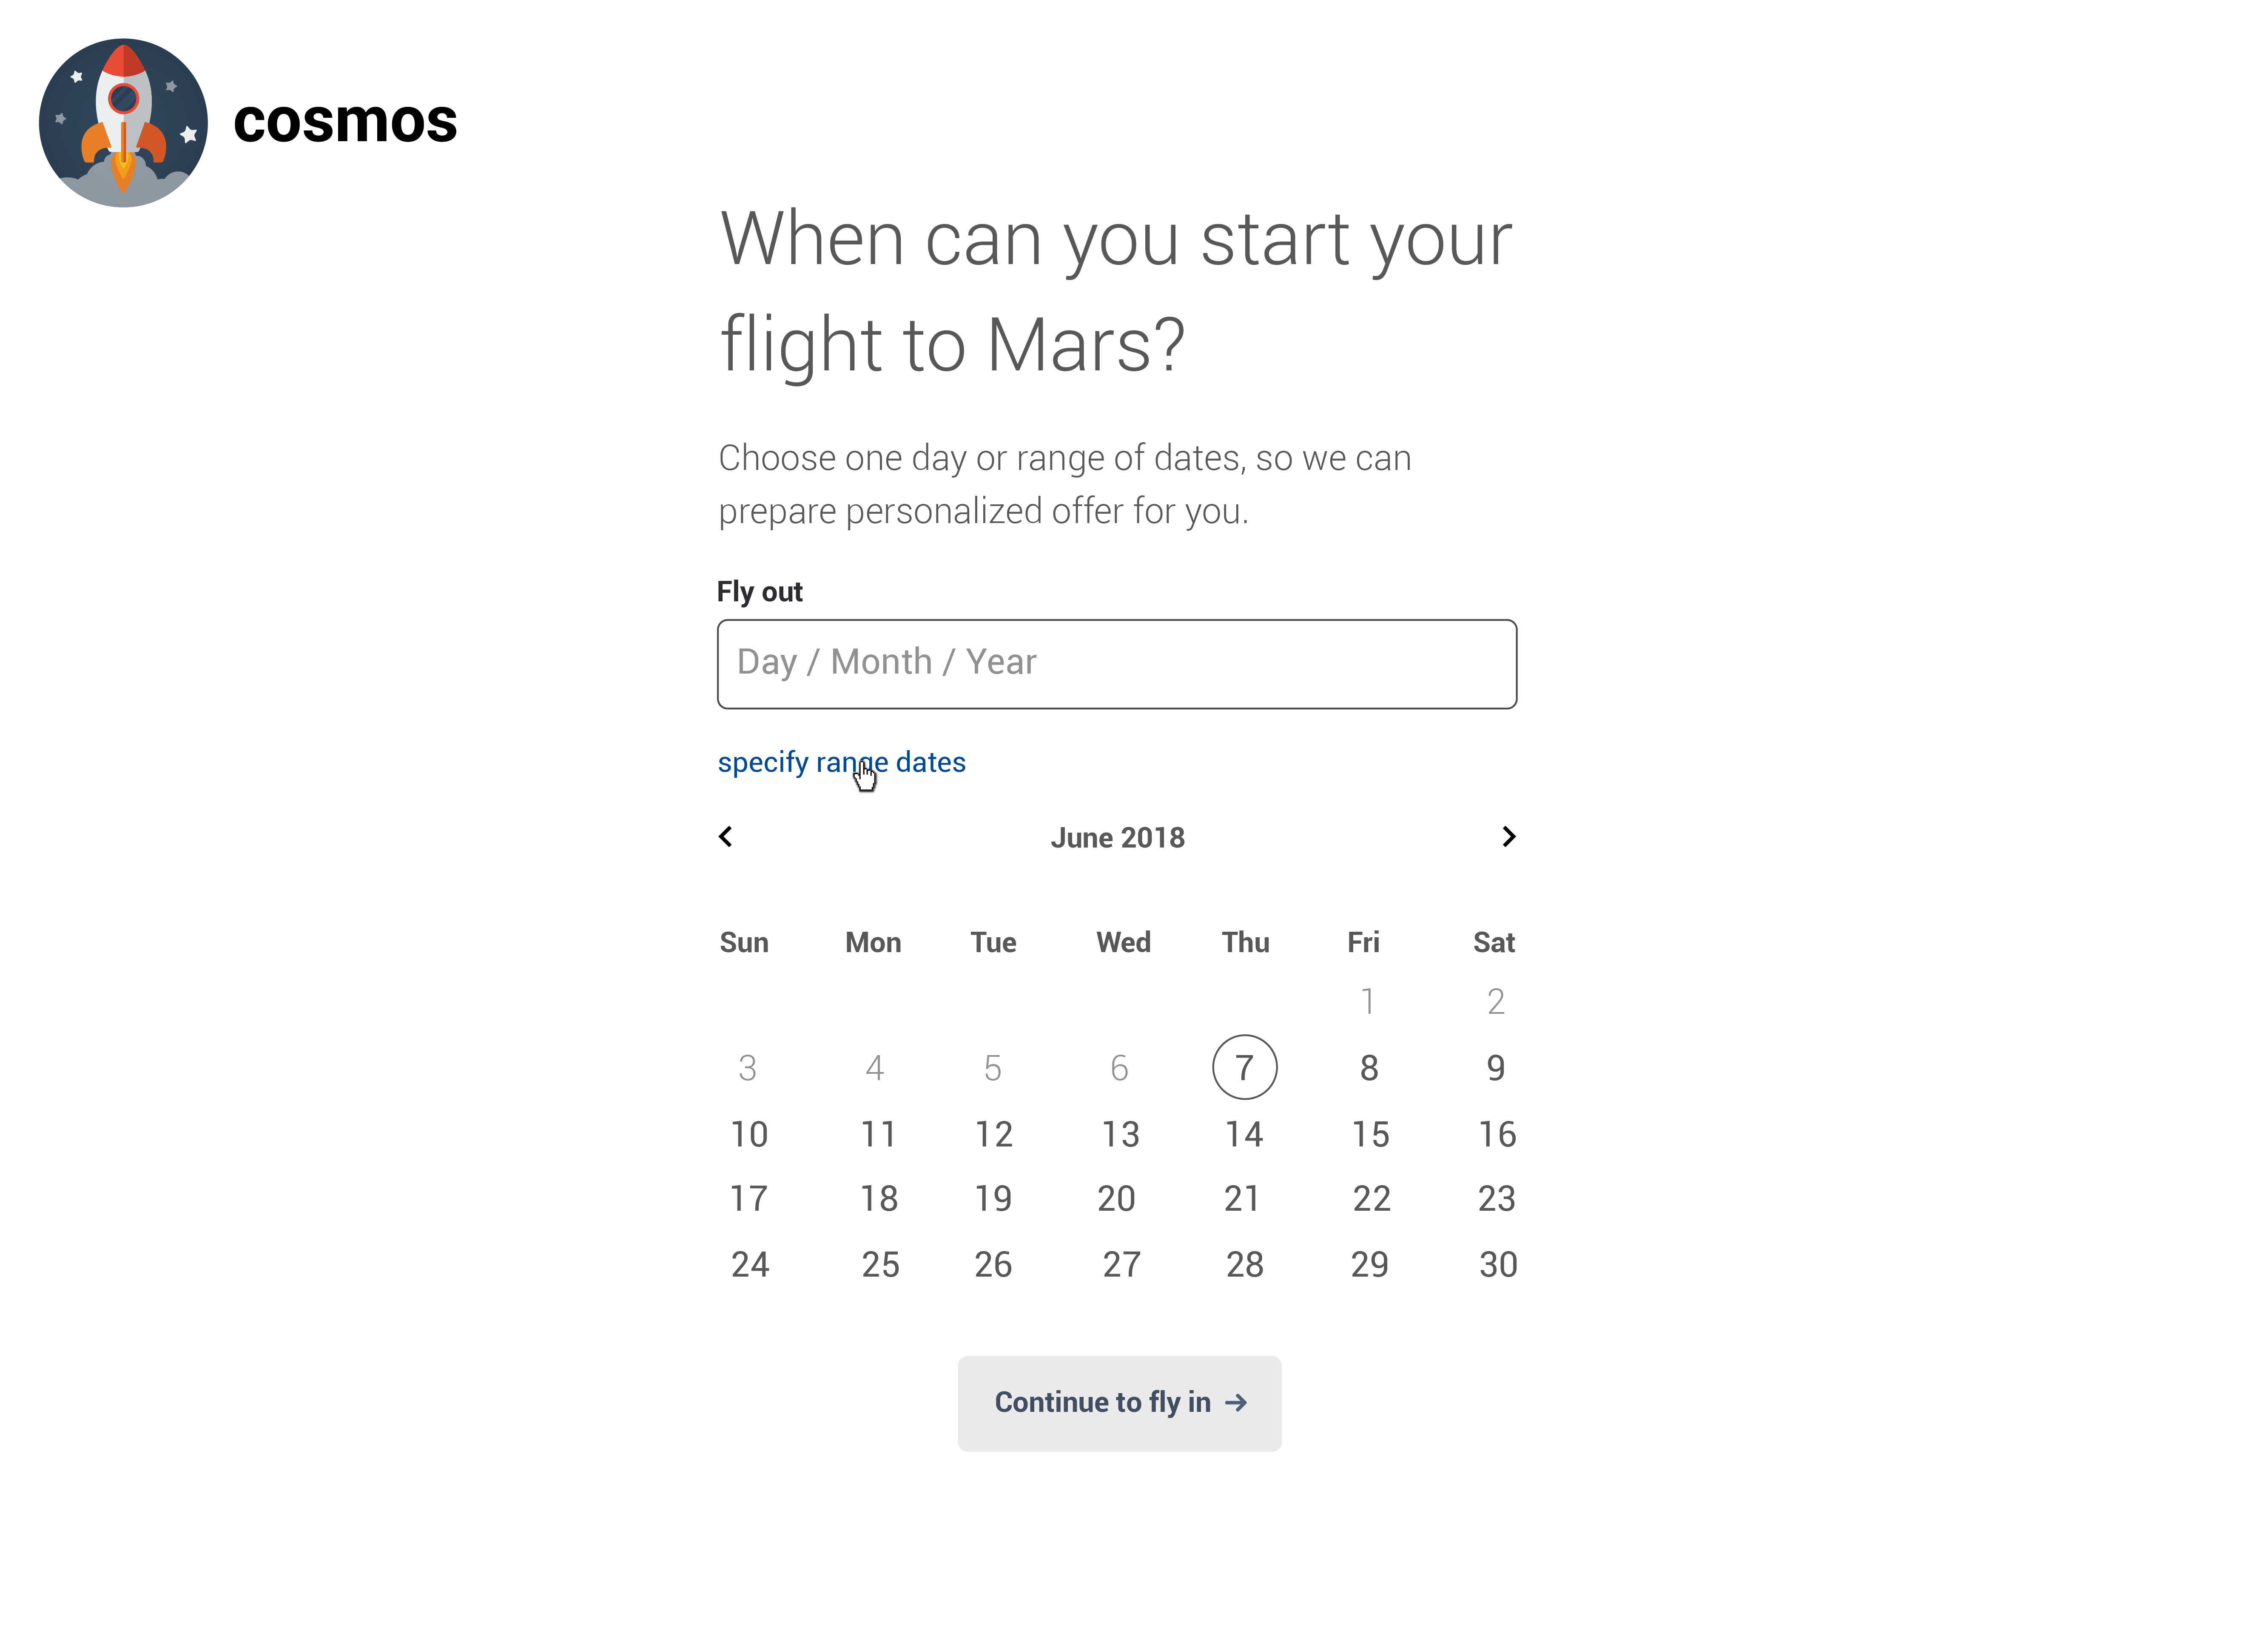 cosmos
When can you start your
flight to Mars?
Choose one day or range of dates, so we can
prepare personalized offer for you.
Fly out
Day / Month / Year
specify range dates
June 2018
Sun Mon Tue Wed Thu Fri Sat
1 2
3 4 5 6 7 8 9
10 11 12 13 14 15 16
17 18 19 20 21 22 23
24 25 26 27 28 29 30
Continue to fly in →